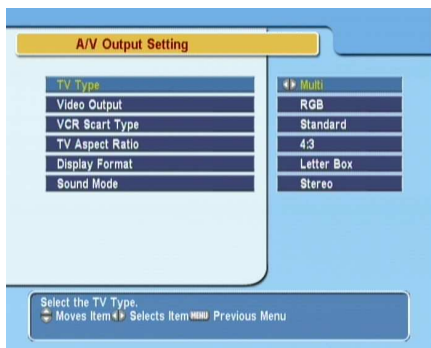 A/V Output Setting
TV Type Multi
Video Output RGB
VCR Scart Type Standard
TV Aspect Ratio 4:3
Display Format Letter Box
Sound Mode Stereo
Select the TV Type.
Moves Item Selects Item MENU Previous Menu